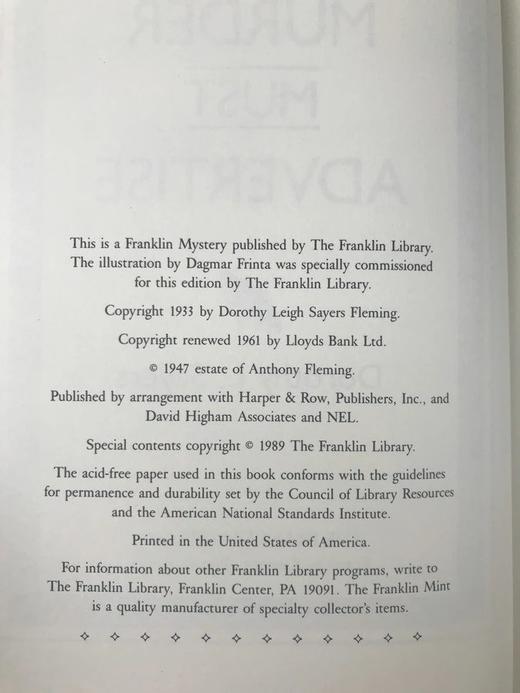 MURDER
MUST
ADVERTISE
This is a Franklin Mystery published by The Franklin Library.
The illustration by Dagmar Frinta was specially commissioned
for this edition by The Franklin Library.
Copyright 1933 by Dorothy Leigh Sayers Fleming.
Copyright renewed 1961 by Lloyds Bank Ltd.
© 1947 estate of Anthony Fleming.
Published by arrangement with Harper & Row, Publishers, Inc., and
David Higham Associates and NEL.
Special contents copyright © 1989 The Franklin Library.
The acid-free paper used in this book conforms with the guidelines
for permanence and durability set by the Council of Library Resources
and the American National Standards Institute.
Printed in the United States of America.
For information about other Franklin Library programs, write to
The Franklin Library, Franklin Center, PA 19091. The Franklin Mint
is a quality manufacturer of specialty collector's items.